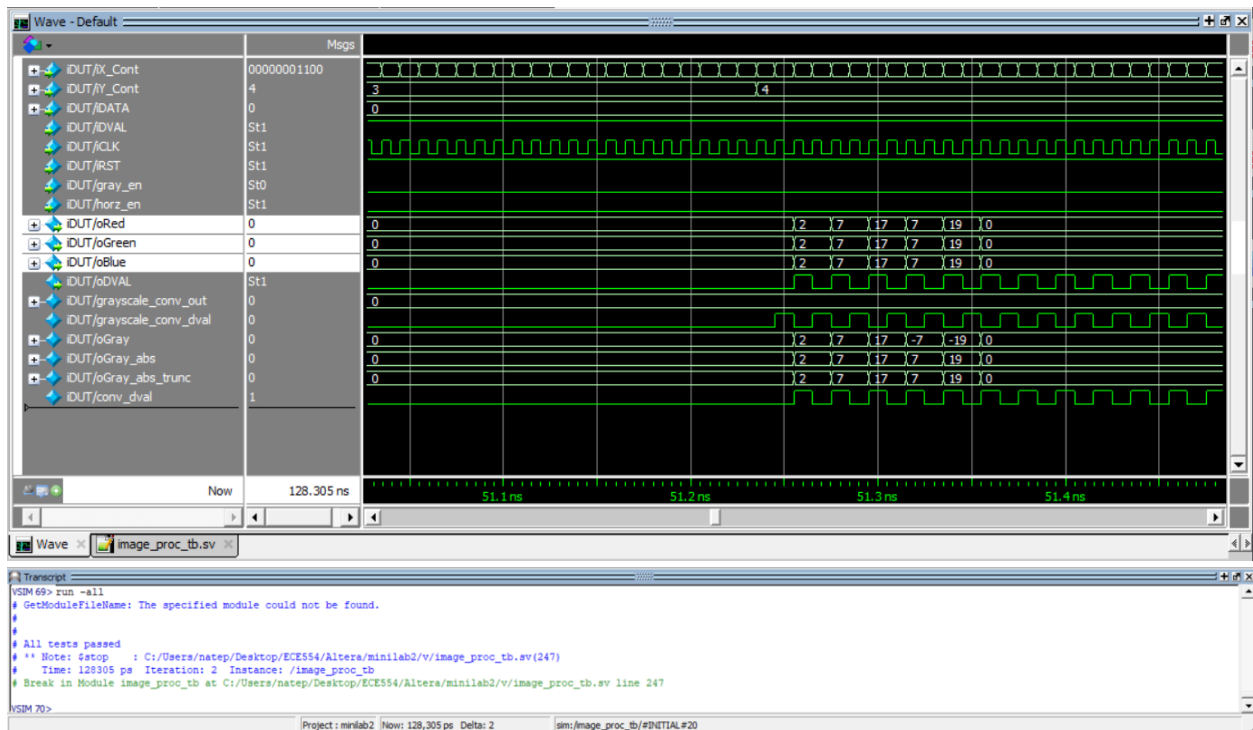 Wave - Default
Msgs
iDUT/iX_Cont 00000001100
iDUT/iY_Cont 4 3 4
iDUT/iDATA 0 0
iDUT/iDVAL St1
iDUT/iCLK St1
iDUT/iRST St1
iDUT/gray_en St0
iDUT/horz_en St1
iDUT/oRed 0 0 2 7 17 7 19 0
iDUT/oGreen 0 0 2 7 17 7 19 0
iDUT/oBlue 0 0 2 7 17 7 19 0
iDUT/oDVAL St1
iDUT/grayscale_conv_out 0 0
iDUT/grayscale_conv_dval 0
iDUT/oGray 0 0 2 7 17 -7 -19 0
iDUT/oGray_abs 0 0 2 7 17 7 19 0
iDUT/oGray_abs_trunc 0 0 2 7 17 7 19 0
iDUT/conv_dval 1
Now 128.305 ns 51.1 ns 51.2 ns 51.3 ns 51.4 ns
Wave image_proc_tb.sv
Transcript
VSIM 69> run -all
# GetModuleFileName: The specified module could not be found.
#
#
# All tests passed
# ** Note: $stop : C:/Users/natep/Desktop/ECE554/Altera/minilab2/v/image_proc_tb.sv(247)
# Time: 128305 ps Iteration: 2 Instance: /image_proc_tb
# Break in Module image_proc_tb at C:/Users/natep/Desktop/ECE554/Altera/minilab2/v/image_proc_tb.sv line 247
VSIM 70>
Project : minilab2 Now: 128,305 ps Delta: 2 sim:/image_proc_tb/#INITIAL#20